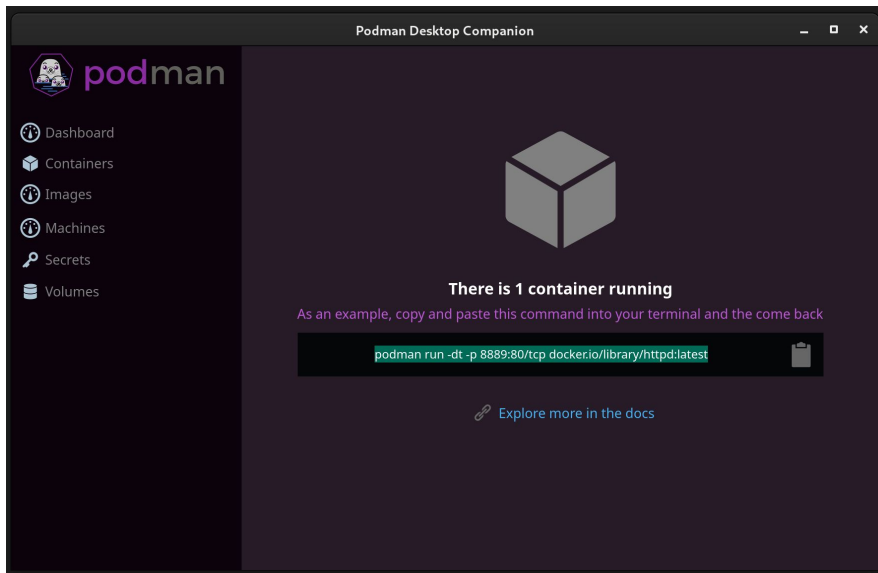 Podman Desktop Companion
podman
Dashboard
Containers
Images
Machines
Secrets
Volumes
There is 1 container running
As an example, copy and paste this command into your terminal and the come back
podman run -dt -p 8889:80/tcp docker.io/library/httpd:latest
Explore more in the docs